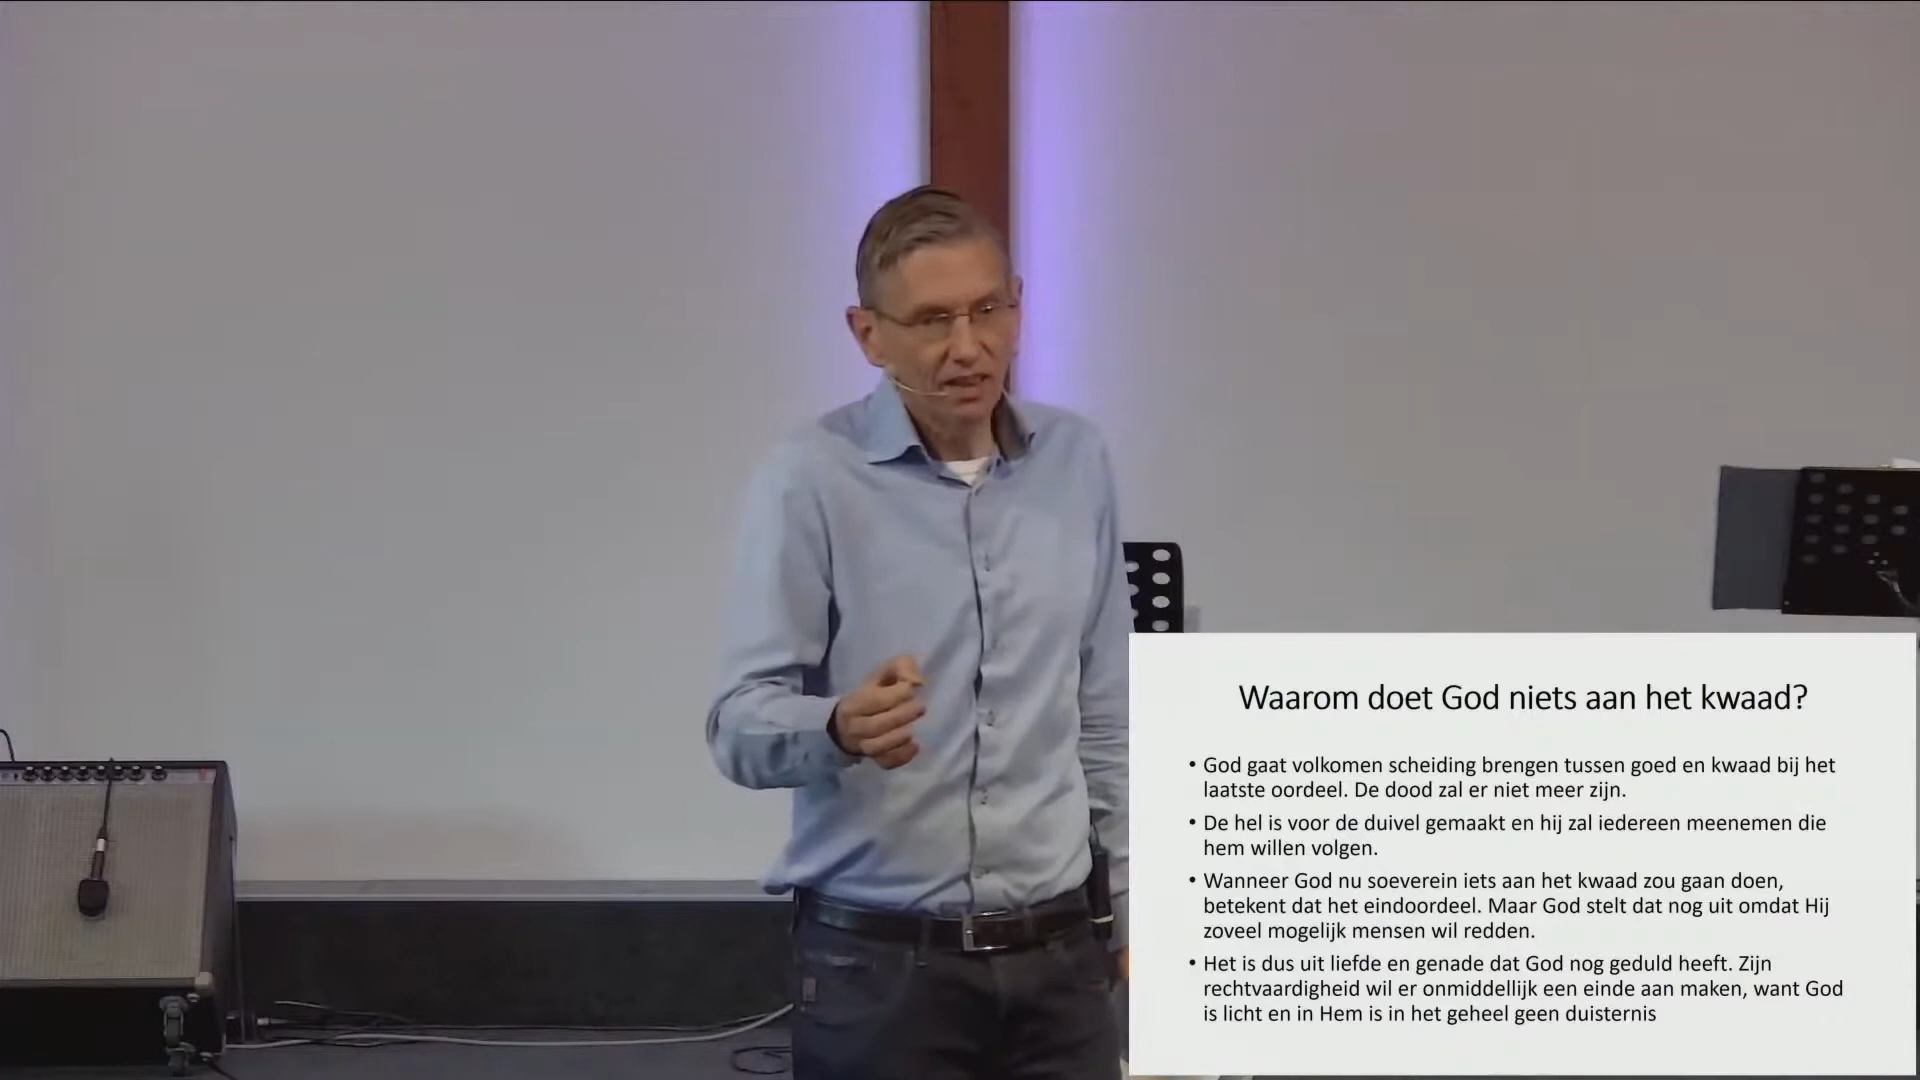 Waarom doet God niets aan het kwaad?
• God gaat volkomen scheiding brengen tussen goed en kwaad bij het
laatste oordeel. De dood zal er niet meer zijn.
• De hel is voor de duivel gemaakt en hij zal iedereen meenemen die
hem willen volgen.
• Wanneer God nu soeverein iets aan het kwaad zou gaan doen,
betekent dat het eindoordeel. Maar God stelt dat nog uit omdat Hij
zoveel mogelijk mensen wil redden.
• Het is dus uit liefde en genade dat God nog geduld heeft. Zijn
rechtvaardigheid wil er onmiddellijk een einde aan maken, want God
is licht en in Hem is in het geheel geen duisternis